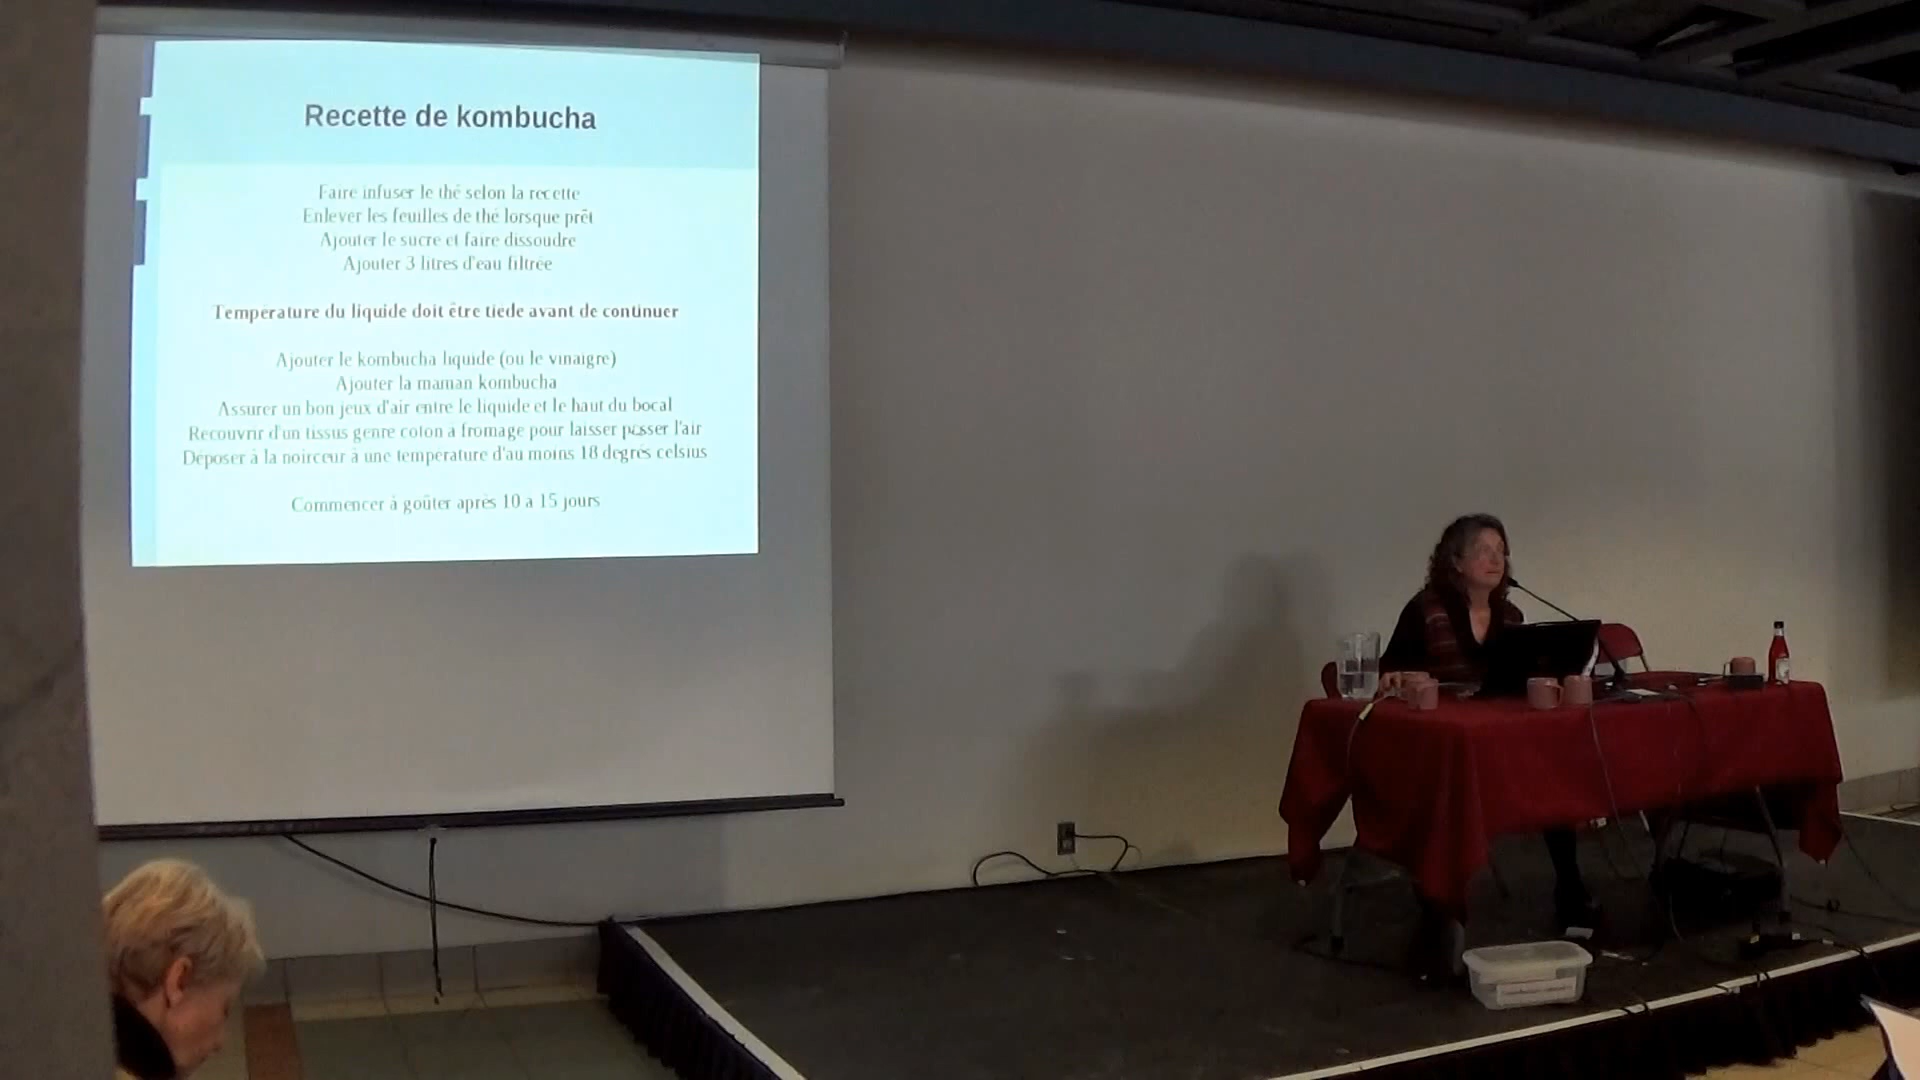 Recette de kombucha
Faire infuser le thé selon la recette
Enlever les feuilles de thé lorsque prêt
Ajouter le sucre et faire dissoudre
Ajouter 3 litres d'eau filtrée
Température du liquide doit être tiède avant de continuer
Ajouter le kombucha liquide (ou le vinaigre)
Ajouter la maman kombucha
Assurer un bon jeux d'air entre le liquide et le haut du bocal
Recouvrir d'un tissus genre coton à fromage pour laisser passer l'air
Déposer à la noirceur à une température d'au moins 18 degrés celsius
Commencer à goûter après 10 a 15 jours